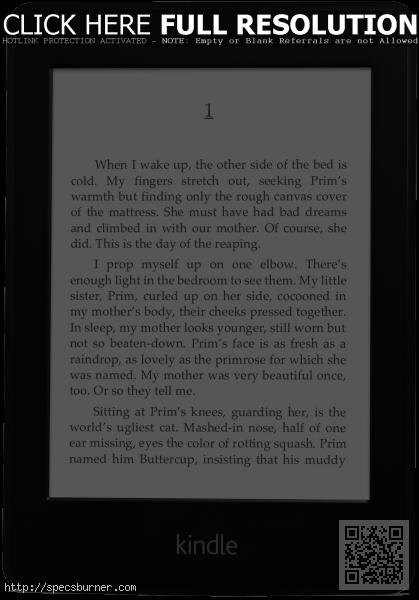 CLICK HERE FULL RESOLUTION
HOTLINK PROTECTION ACTIVATED - NOTE: Empty or Blank Referrals are not Allowed
1
When I wake up, the other side of the bed is
cold. My fingers stretch out, seeking Prim's
warmth but finding only the rough canvas cover
of the mattress. She must have had bad dreams
and climbed in with our mother. Of course, she
did. This is the day of the reaping.
I prop myself up on one elbow. There's
enough light in the bedroom to see them. My little
sister, Prim, curled up on her side, cocooned in
my mother's body, their cheeks pressed together.
In sleep, my mother looks younger, still worn but
not so beaten-down. Prim's face is as fresh as a
raindrop, as lovely as the primrose for which she
was named. My mother was very beautiful once,
too. Or so they tell me.
Sitting at Prim's knees, guarding her, is the
world's ugliest cat. Mashed-in nose, half of one
ear missing, eyes the color of rotting squash. Prim
named him Buttercup, insisting that his muddy
kindle
http://specsburner.com